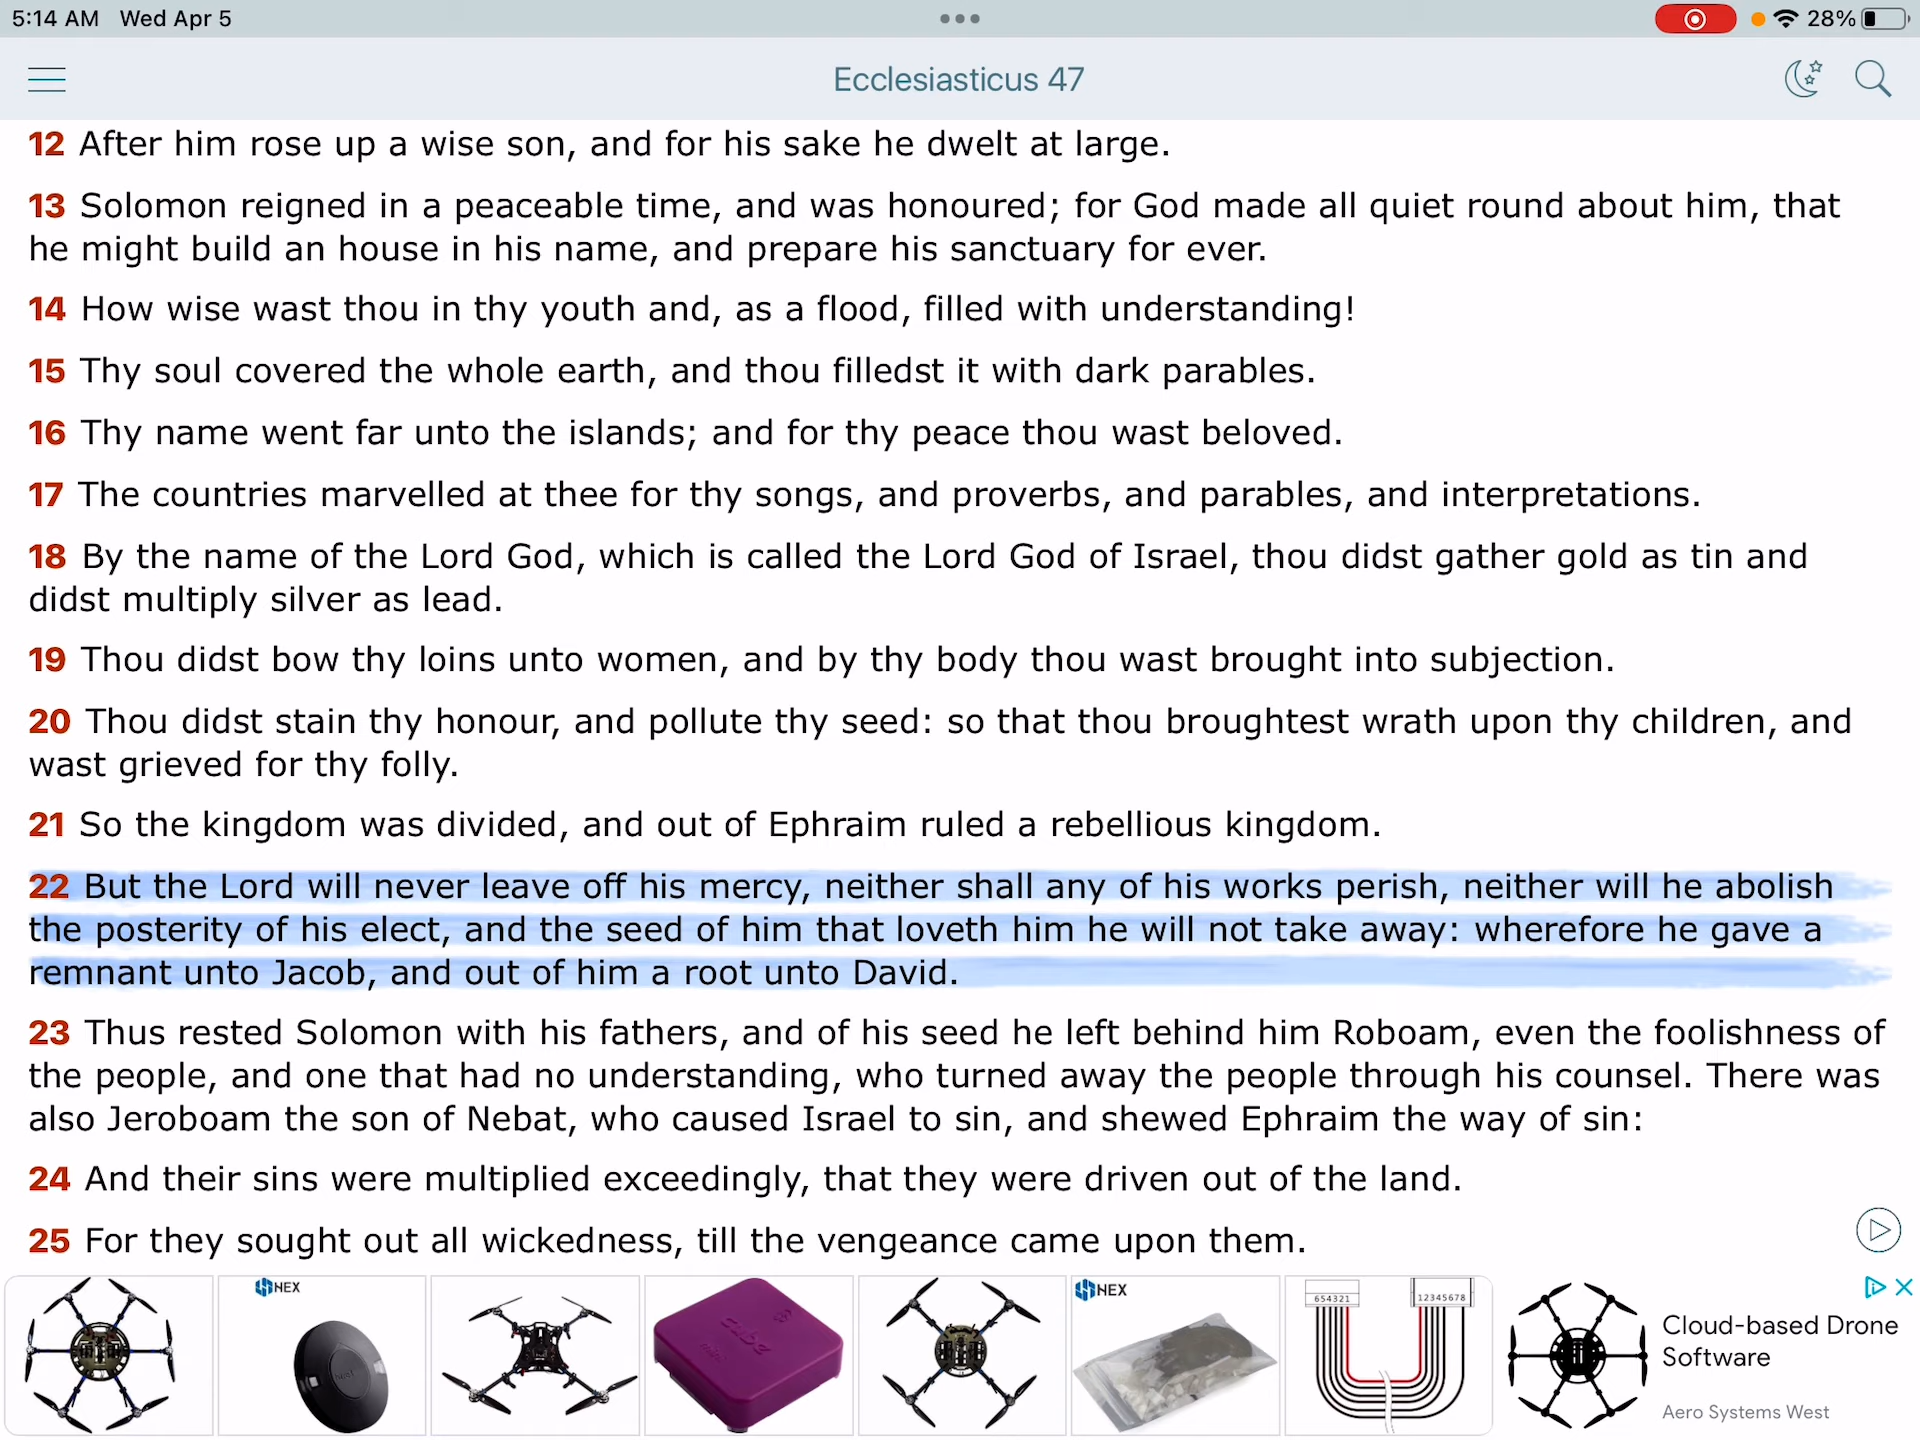 5:14 AM Wed Apr 5
28%
Ecclesiasticus 47
12 After him rose up a wise son, and for his sake he dwelt at large.
13 Solomon reigned in a peaceable time, and was honoured; for God made all quiet round about him, that
he might build an house in his name, and prepare his sanctuary for ever.
14 How wise wast thou in thy youth and, as a flood, filled with understanding!
15 Thy soul covered the whole earth, and thou filledst it with dark parables.
16 Thy name went far unto the islands; and for thy peace thou wast beloved.
17 The countries marvelled at thee for thy songs, and proverbs, and parables, and interpretations.
18 By the name of the Lord God, which is called the Lord God of Israel, thou didst gather gold as tin and
didst multiply silver as lead.
19 Thou didst bow thy loins unto women, and by thy body thou wast brought into subjection.
20 Thou didst stain thy honour, and pollute thy seed: so that thou broughtest wrath upon thy children, and
wast grieved for thy folly.
21 So the kingdom was divided, and out of Ephraim ruled a rebellious kingdom.
22 But the Lord will never leave off his mercy, neither shall any of his works perish, neither will he abolish
the posterity of his elect, and the seed of him that loveth him he will not take away: wherefore he gave a
remnant unto Jacob, and out of him a root unto David.
23 Thus rested Solomon with his fathers, and of his seed he left behind him Roboam, even the foolishness of
the people, and one that had no understanding, who turned away the people through his counsel. There was
also Jeroboam the son of Nebat, who caused Israel to sin, and shewed Ephraim the way of sin:
24 And their sins were multiplied exceedingly, that they were driven out of the land.
25 For they sought out all wickedness, till the vengeance came upon them.
NEX
cube
NEX
654321
12345678
Cloud-based Drone
Software
Aero Systems West